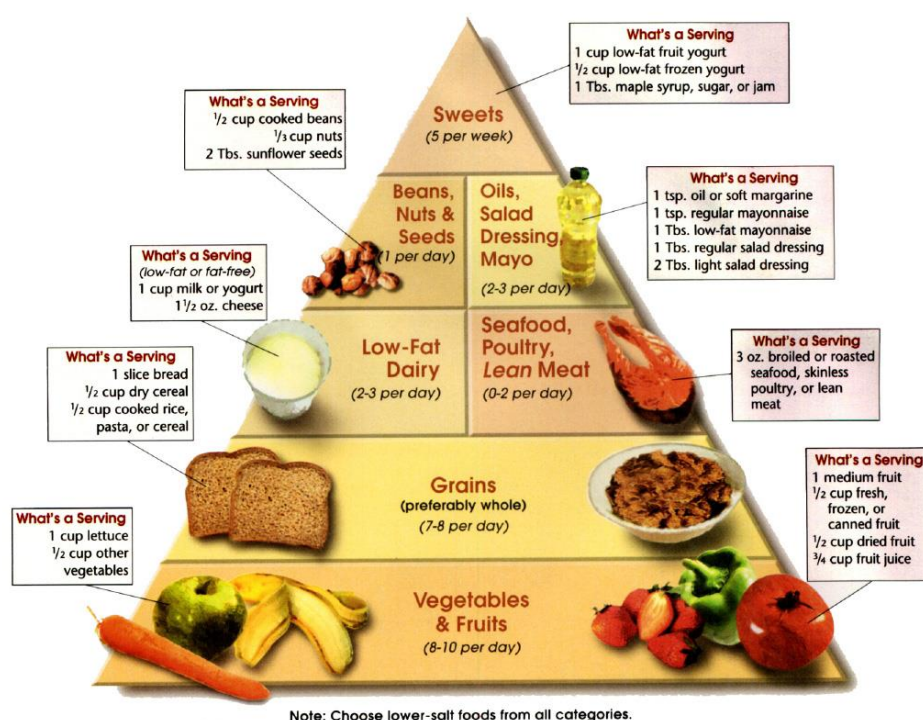 What's a Serving
1 cup low-fat fruit yogurt
1/2 cup low-fat frozen yogurt
1 Tbs. maple syrup, sugar, or jam
Sweets
(5 per week)
What's a Serving
1/2 cup cooked beans
1/3 cup nuts
2 Tbs. sunflower seeds
Beans,
Nuts &
Seeds
(1 per day)
Oils,
Salad
Dressing,
Mayo
(2-3 per day)
What's a Serving
1 tsp. oil or soft margarine
1 tsp. regular mayonnaise
1 Tbs. low-fat mayonnaise
1 Tbs. regular salad dressing
2 Tbs. light salad dressing
What's a Serving
(low-fat or fat-free)
1 cup milk or yogurt
1 1/2 oz. cheese
Low-Fat
Dairy
(2-3 per day)
Seafood,
Poultry,
Lean Meat
(0-2 per day)
What's a Serving
3 oz. broiled or roasted
seafood, skinless
poultry, or lean
meat
What's a Serving
1 slice bread
1/2 cup dry cereal
1/2 cup cooked rice,
pasta, or cereal
Grains
(preferably whole)
(7-8 per day)
What's a Serving
1 medium fruit
1/2 cup fresh,
frozen, or
canned fruit
1/2 cup dried fruit
3/4 cup fruit juice
What's a Serving
1 cup lettuce
1/2 cup other
vegetables
Vegetables
& Fruits
(8-10 per day)
Note: Choose lower-salt foods from all categories.